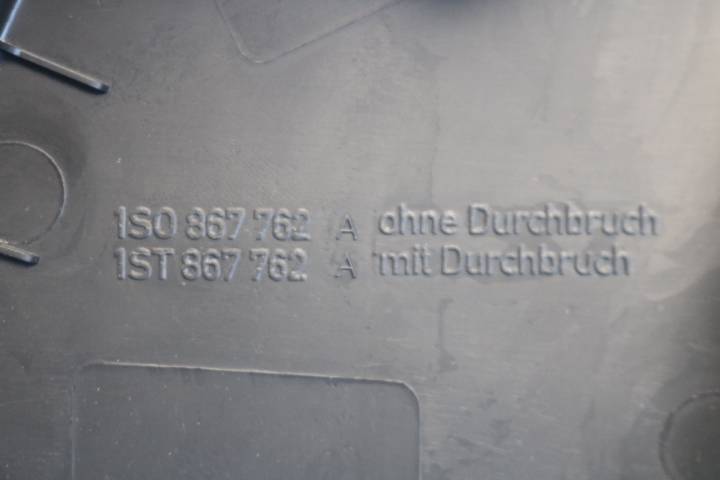 1S0 867 762 A ohne Durchbruch
1ST 867 762 A mit Durchbruch